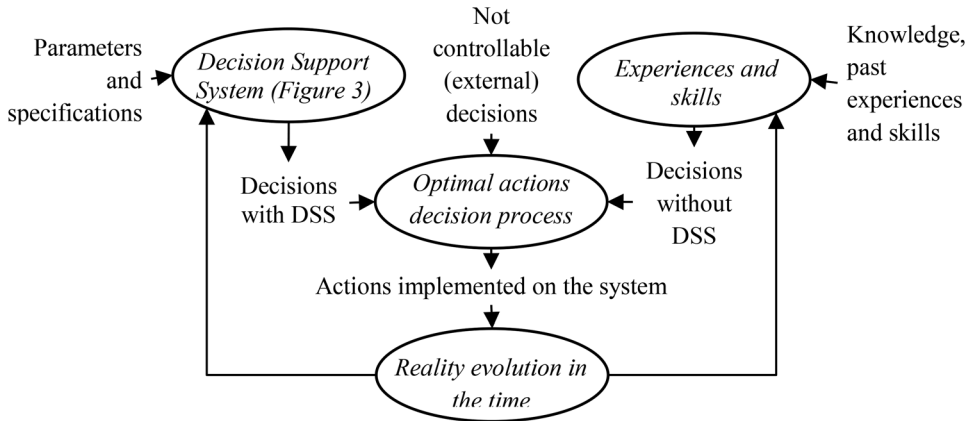 Parameters
and
specifications
Decision Support
System (Figure 3)
Not
controllable
(external)
decisions
Experiences and
skills
Knowledge,
past
experiences
and skills
Decisions
with DSS
Optimal actions
decision process
Decisions
without
DSS
Actions implemented on the system
Reality evolution in
the time